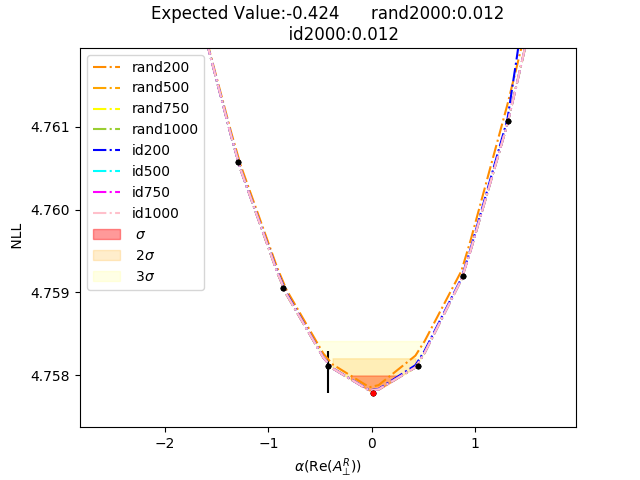 Expected Value:-0.424 rand2000:0.012
id2000:0.012
NLL
4.761
4.760
4.759
4.758
rand200
rand500
rand750
rand1000
id200
id500
id750
id1000
σ
2σ
3σ
−2 −1 0 1
α(Re(A⊥^R))